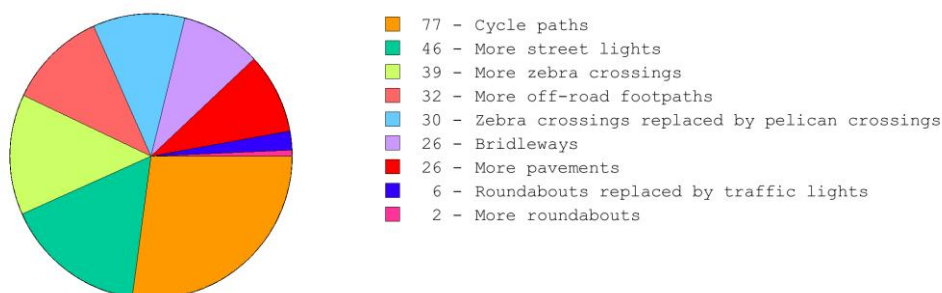 77 - Cycle paths
46 - More street lights
39 - More zebra crossings
32 - More off-road footpaths
30 - Zebra crossings replaced by pelican crossings
26 - Bridleways
26 - More pavements
6 - Roundabouts replaced by traffic lights
2 - More roundabouts